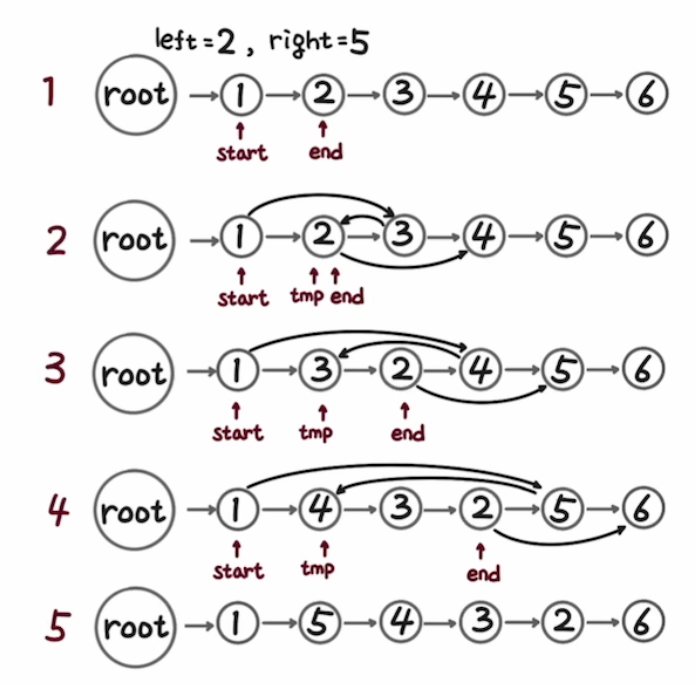 left=2, right=5
1 root 1 2 3 4 5 6
start end
2 root 1 2 3 4 5 6
start tmp end
3 root 1 3 2 4 5 6
start tmp end
4 root 1 4 3 2 5 6
start tmp end
5 root 1 5 4 3 2 6